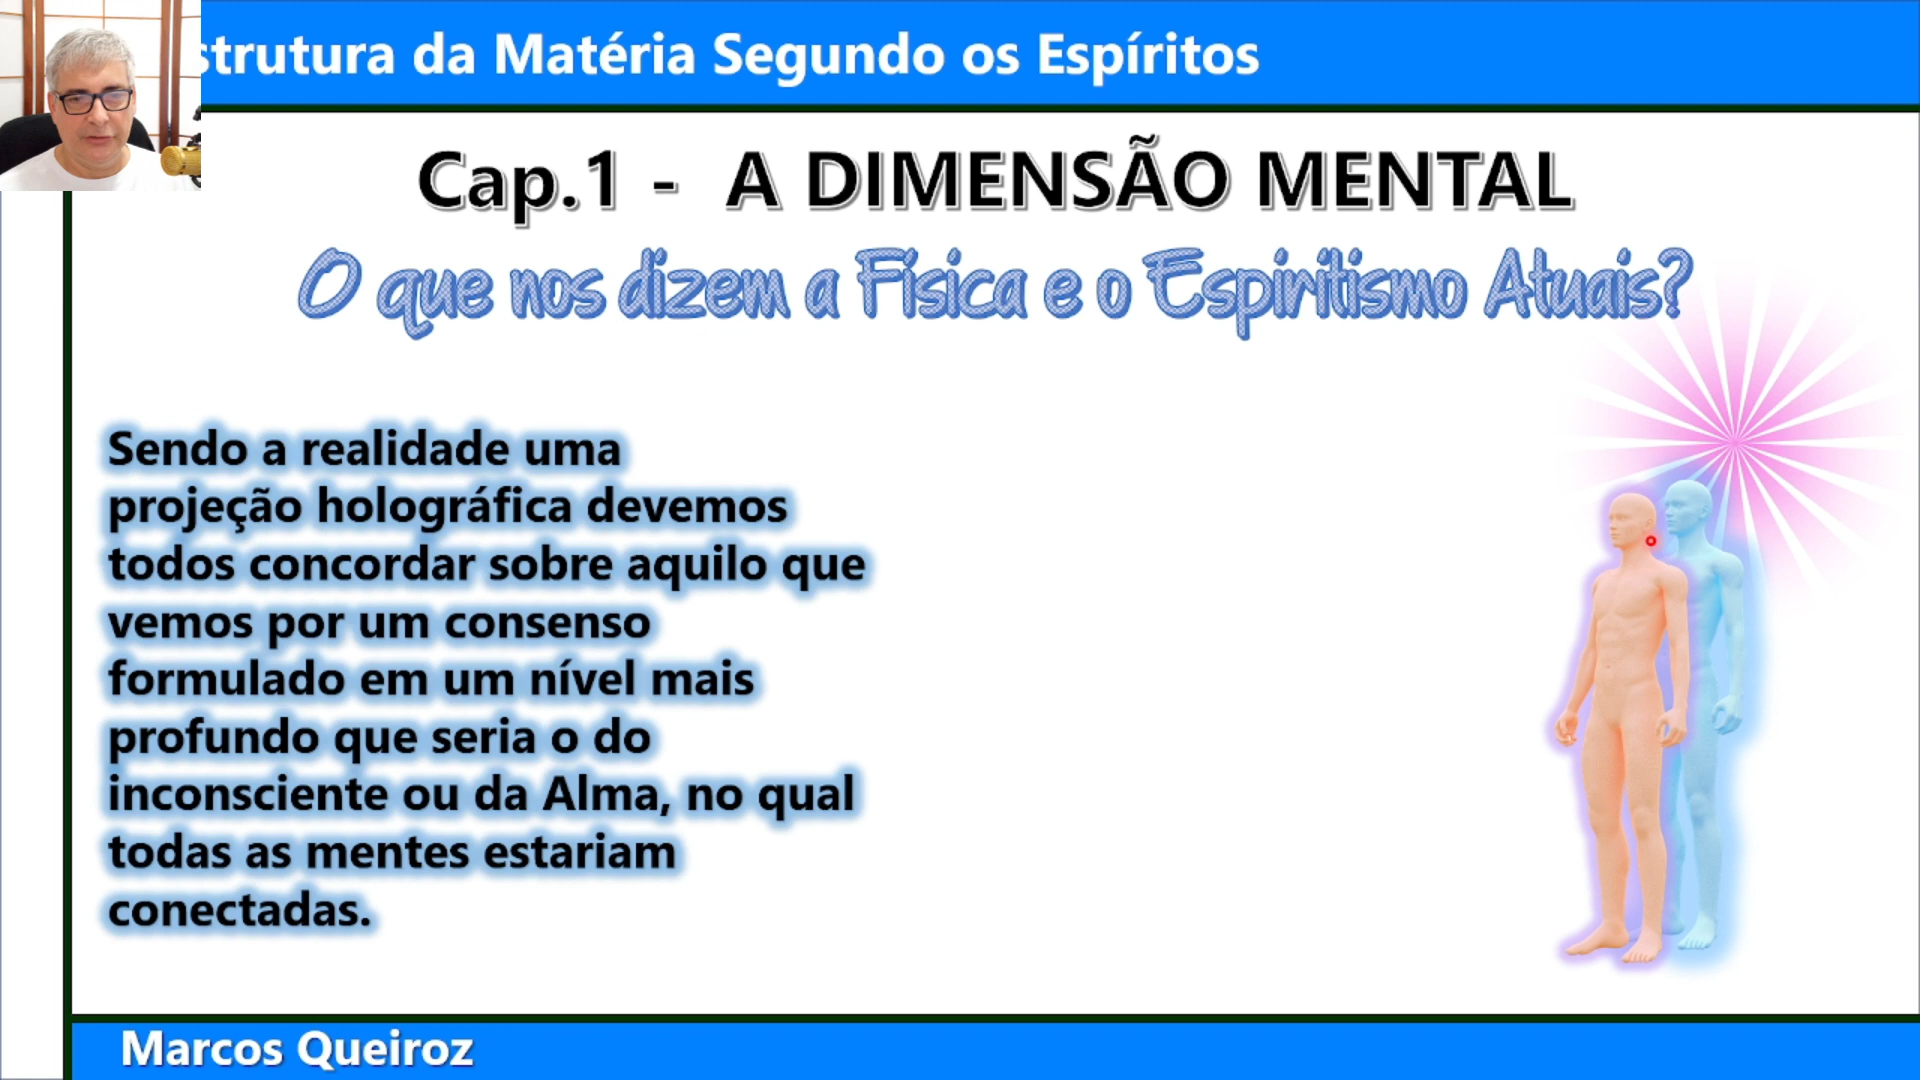 strutura da Matéria Segundo os Espíritos
Cap.1 - A DIMENSÃO MENTAL
O que nos dizem a Física e o Espiritismo Atuais?
Sendo a realidade uma
projeção holográfica devemos
todos concordar sobre aquilo que
vemos por um consenso
formulado em um nível mais
profundo que seria o do
inconsciente ou da Alma, no qual
todas as mentes estariam
conectadas.
Marcos Queiroz